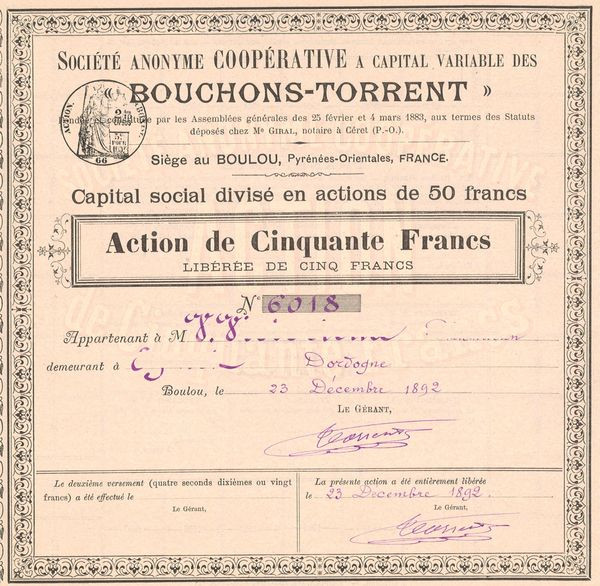 SOCIÉTÉ ANONYME COOPÉRATIVE A CAPITAL VARIABLE DES
« BOUCHONS-TORRENT »
Fondée et constituée par les Assemblées générales des 25 février et 4 mars 1883, aux termes des Statuts
déposés chez Me GIRAL, notaire à Céret (P.-O.).
ACTION.
66
Siège au BOULOU, Pyrénées-Orientales, FRANCE.
Capital social divisé en actions de 50 francs
Action de Cinquante Francs
LIBÉRÉE DE CINQ FRANCS
No 6018
Appartenant à M
demeurant à Dordogne
Boulou, le 23 Décembre 1892
LE GÉRANT,
Torrent
Le deuxième versement (quatre seconds dixièmes ou vingt
francs) a été effectué le
Le Gérant,
La présente action a été entièrement libérée
le 23 Décembre 1892.
Le Gérant,
Torrent